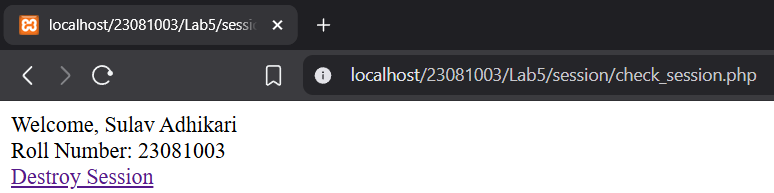 localhost/23081003/Lab5/sessi
localhost/23081003/Lab5/session/check_session.php
Welcome, Sulav Adhikari
Roll Number: 23081003
Destroy Session